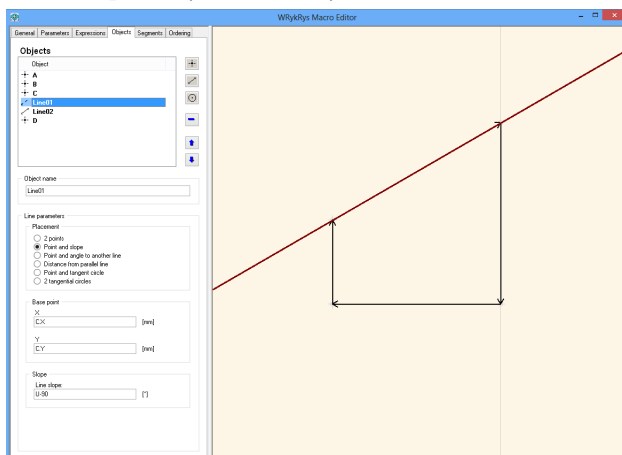 WRykRys Macro Editor
General Parameters Expressions Objects Segments Ordering
Objects
Object
A
B
C
Line01
Line02
D
Object name
Line01
Line parameters
Placement
2 points
Point and slope
Point and angle to another line
Distance from parallel line
Point and tangent circle
2 tangential circles
Base point
X
C.X [mm]
Y
C.Y [mm]
Slope
Line slope:
U-90 [°]